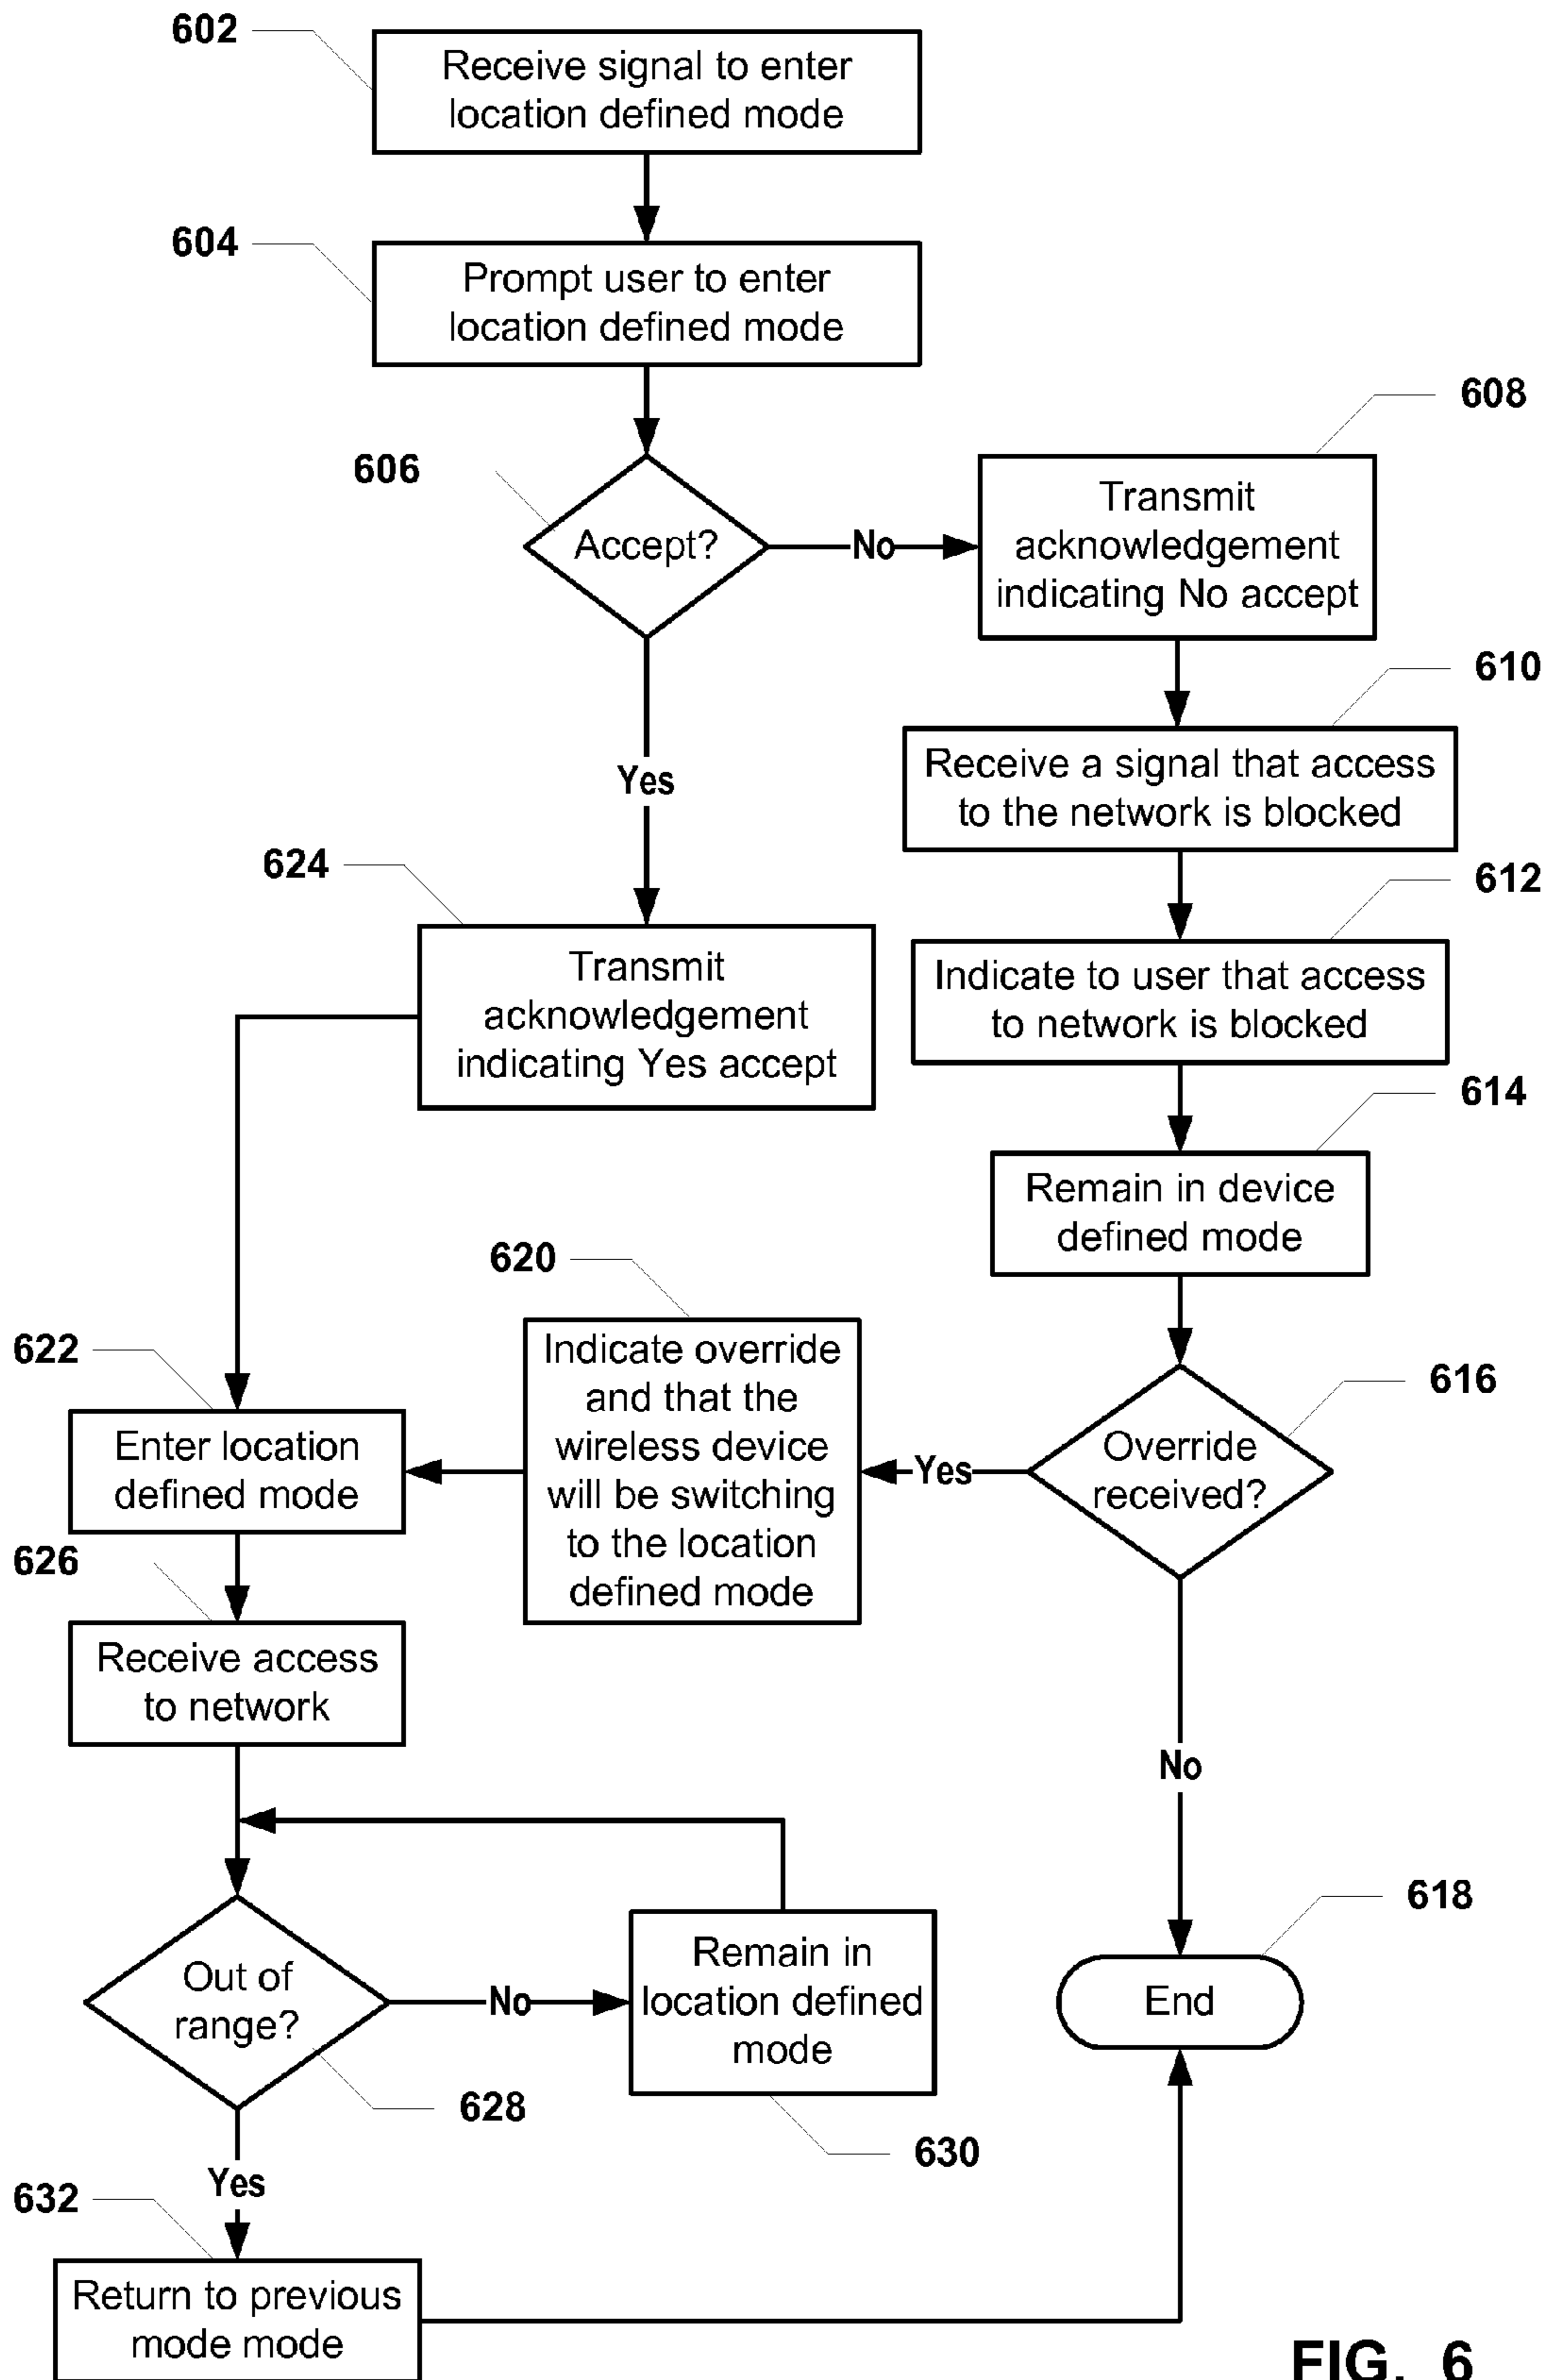 602
Receive signal to enter
location defined mode
604
Prompt user to enter
location defined mode
606
Accept?
No
608
Transmit
acknowledgement
indicating No accept
610
Receive a signal that access
to the network is blocked
Yes
612
Indicate to user that access
to network is blocked
624
Transmit
acknowledgement
indicating Yes accept
614
Remain in device
defined mode
616
Override
received?
Yes
620
Indicate override
and that the
wireless device
will be switching
to the location
defined mode
622
Enter location
defined mode
626
Receive access
to network
No
618
End
Out of
range?
628
No
Remain in
location defined
mode
630
Yes
632
Return to previous
mode mode
FIG. 6